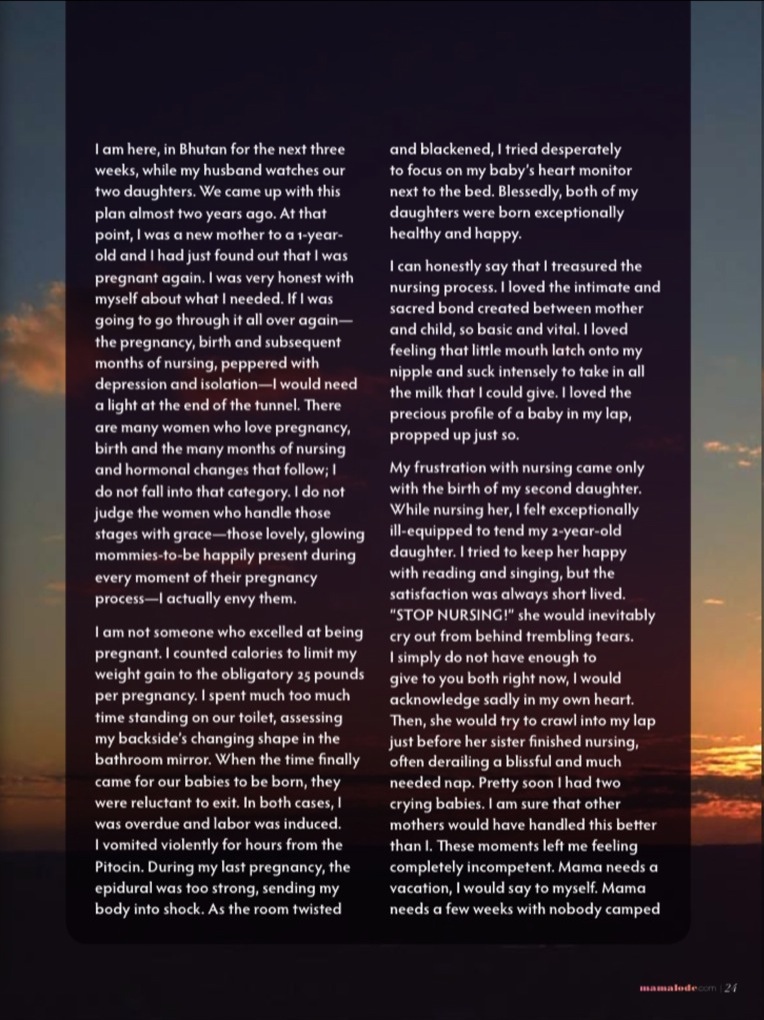 I am here, in Bhutan for the next three
weeks, while my husband watches our
two daughters. We came up with this
plan almost two years ago. At that
point, I was a new mother to a 1-year-
old and I had just found out that I was
pregnant again. I was very honest with
myself about what I needed. If I was
going to go through it all over again—
the pregnancy, birth and subsequent
months of nursing, peppered with
depression and isolation—I would need
a light at the end of the tunnel. There
are many women who love pregnancy,
birth and the many months of nursing
and hormonal changes that follow; I
do not fall into that category. I do not
judge the women who handle those
stages with grace—those lovely, glowing
mommies-to-be happily present during
every moment of their pregnancy
process—I actually envy them.
I am not someone who excelled at being
pregnant. I counted calories to limit my
weight gain to the obligatory 25 pounds
per pregnancy. I spent much too much
time standing on our toilet, assessing
my backside's changing shape in the
bathroom mirror. When the time finally
came for our babies to be born, they
were reluctant to exit. In both cases, I
was overdue and labor was induced.
I vomited violently for hours from the
Pitocin. During my last pregnancy, the
epidural was too strong, sending my
body into shock. As the room twisted
and blackened, I tried desperately
to focus on my baby's heart monitor
next to the bed. Blessedly, both of my
daughters were born exceptionally
healthy and happy.
I can honestly say that I treasured the
nursing process. I loved the intimate and
sacred bond created between mother
and child, so basic and vital. I loved
feeling that little mouth latch onto my
nipple and suck intensely to take in all
the milk that I could give. I loved the
precious profile of a baby in my lap,
propped up just so.
My frustration with nursing came only
with the birth of my second daughter.
While nursing her, I felt exceptionally
ill-equipped to tend my 2-year-old
daughter. I tried to keep her happy
with reading and singing, but the
satisfaction was always short lived.
"STOP NURSING!" she would inevitably
cry out from behind trembling tears.
I simply do not have enough to
give to you both right now, I would
acknowledge sadly in my own heart.
Then, she would try to crawl into my lap
just before her sister finished nursing,
often derailing a blissful and much
needed nap. Pretty soon I had two
crying babies. I am sure that other
mothers would have handled this better
than I. These moments left me feeling
completely incompetent. Mama needs a
vacation, I would say to myself. Mama
needs a few weeks with nobody camped
mamalode.com | 24